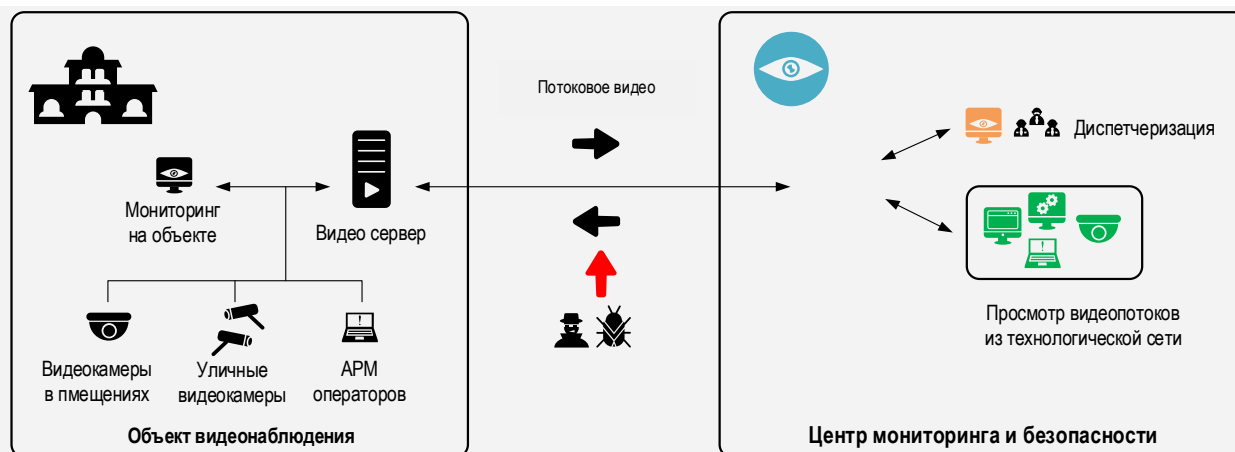 Потоковое видео
Диспетчеризация
Мониторинг
на объекте
Видео сервер
Видеокамеры
в пмещениях
Уличные
видеокамеры
АРМ
операторов
Просмотр видеопотоков
из технологической сети
Объект видеонаблюдения
Центр мониторинга и безопасности